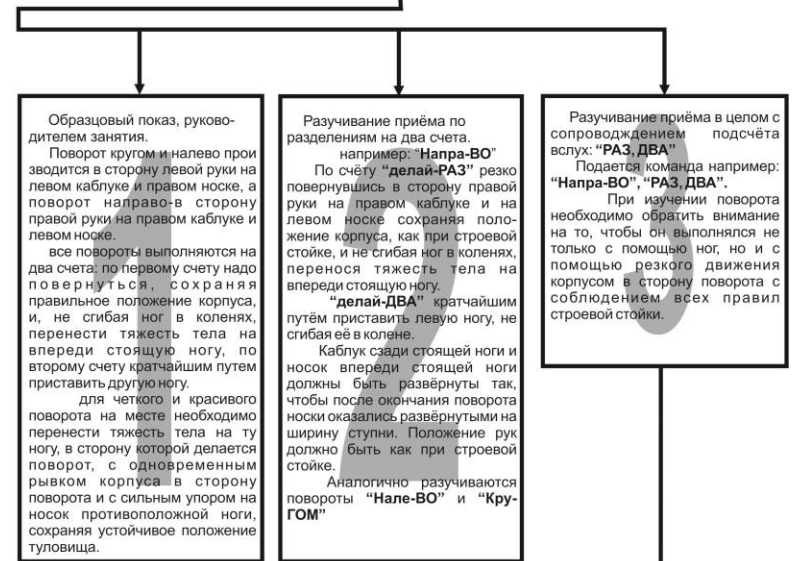 1
Образцовый показ, руково-
дителем занятия.
Поворот кругом и налево прои
зводится в сторону левой руки на
левом каблуке и правом носке, а
поворот направо-в сторону
правой руки на правом каблуке и
левом носке.
все повороты выполняются на
два счета: по первому счету надо
повернуться, сохраняя
правильное положение корпуса,
и, не сгибая ног в коленях,
перенести тяжесть тела на
впереди стоящую ногу, по
второму счету кратчайшим путем
приставить другую ногу.
для четкого и красивого
поворота на месте необходимо
перенести тяжесть тела на ту
ногу, в сторону которой делается
поворот, с одновременным
рывком корпуса в сторону
поворота и с сильным упором на
носок противоположной ноги,
сохраняя устойчивое положение
туловища.
2
Разучивание приёма по
разделениям на два счета.
например: "Напра-ВО"
По счёту "делай-РАЗ" резко
повернувшись в сторону правой
руки на правом каблуке и на
левом носке сохраняя поло-
жение корпуса, как при строевой
стойке, и не сгибая ног в коленях,
перенося тяжесть тела на
впереди стоящую ногу.
"делай-ДВА" кратчайшим
путём приставить левую ногу, не
сгибая её в колене.
Каблук сзади стоящей ноги и
носок впереди стоящей ноги
должны быть развёрнуты так,
чтобы после окончания поворота
носки оказались развёрнутыми на
ширину ступни. Положение рук
должно быть как при строевой
стойке.
Аналогично разучиваются
повороты "Нале-ВО" и "Кру-
ГОМ"
3
Разучивание приёма в целом с
сопроводждением подсчёта
вслух: "РАЗ, ДВА"
Подается команда например:
"Напра-ВО", "РАЗ, ДВА".
При изучении поворота
необходимо обратить внимание
на то, чтобы он выполнялся не
только с помощью ног, но и с
помощью резкого движения
корпусом в сторону поворота с
соблюдением всех правил
строевой стойки.